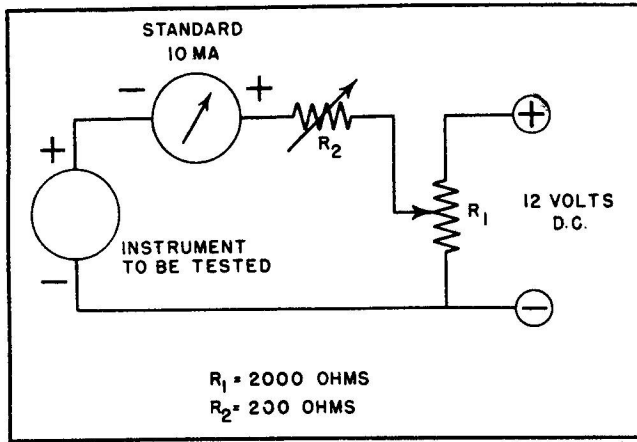 STANDARD
10 MA
− +
+
R2
+
R1
12 VOLTS
D.C.
INSTRUMENT
TO BE TESTED
−
−
R1 = 2000 OHMS
R2= 200 OHMS